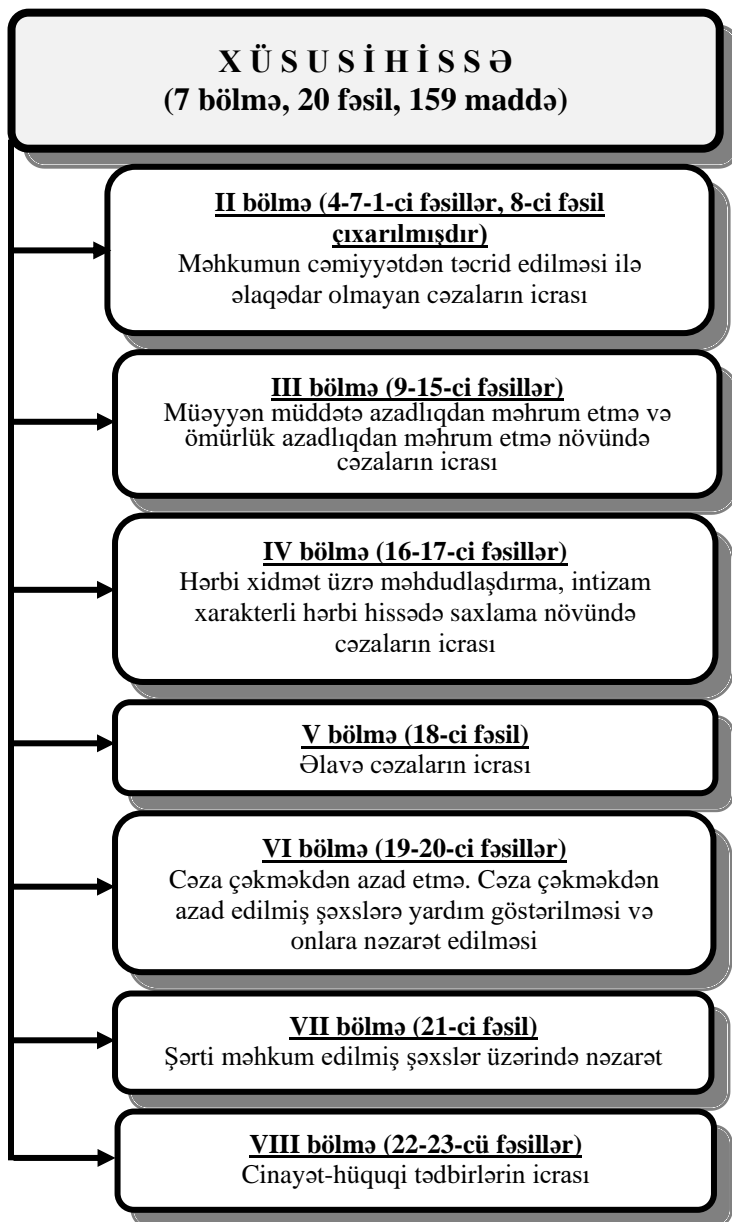 X Ü S U S İ H İ S S Ə
(7 bölmə, 20 fəsil, 159 maddə)
II bölmə (4-7-1-ci fəsillər, 8-ci fəsil
çıxarılmışdır)
Məhkumun cəmiyyətdən təcrid edilməsi ilə
əlaqədar olmayan cəzaların icrası
III bölmə (9-15-ci fəsillər)
Müəyyən müddətə azadlıqdan məhrum etmə və
ömürlük azadlıqdan məhrum etmə növündə
cəzaların icrası
IV bölmə (16-17-ci fəsillər)
Hərbi xidmət üzrə məhdudlaşdırma, intizam
xarakterli hərbi hissədə saxlama növündə
cəzaların icrası
V bölmə (18-ci fəsil)
Əlavə cəzaların icrası
VI bölmə (19-20-ci fəsillər)
Cəza çəkməkdən azad etmə. Cəza çəkməkdən
azad edilmiş şəxslərə yardım göstərilməsi və
onlara nəzarət edilməsi
VII bölmə (21-ci fəsil)
Şərti məhkum edilmiş şəxslər üzərində nəzarət
VIII bölmə (22-23-cü fəsillər)
Cinayət-hüquqi tədbirlərin icrası